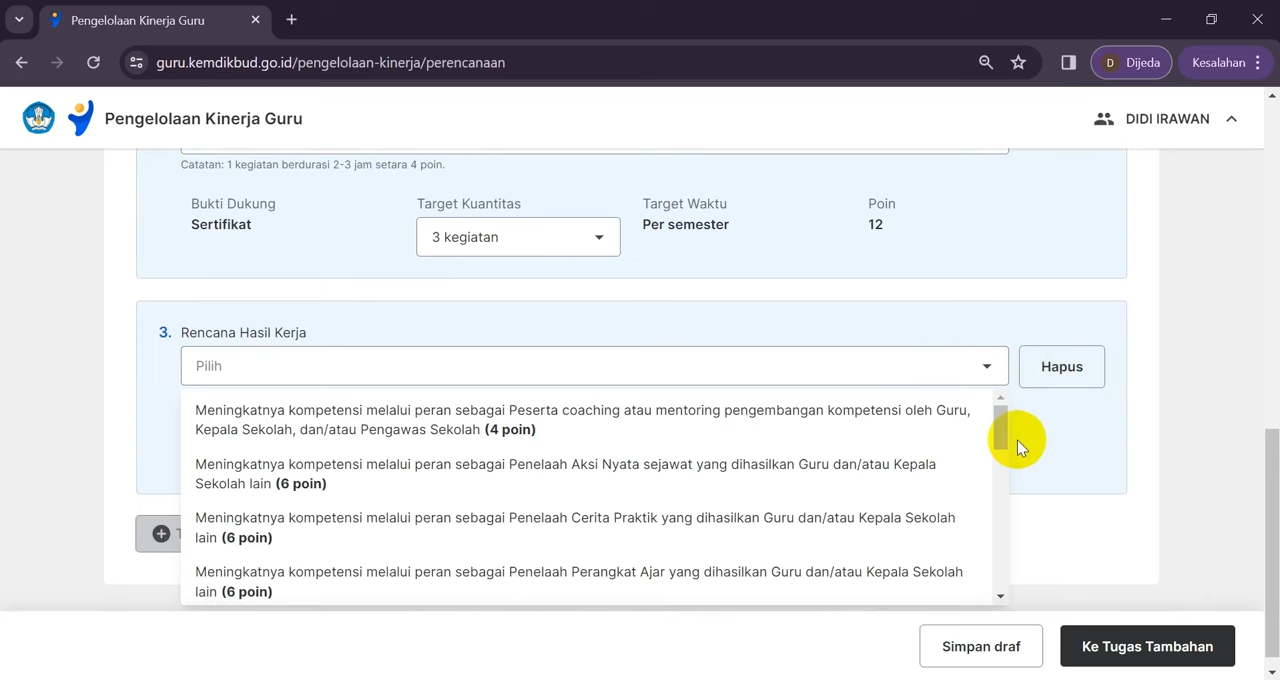 Pengelolaan Kinerja Guru
guru.kemdikbud.go.id/pengelolaan-kinerja/perencanaan
D Dijeda
Kesalahan
Pengelolaan Kinerja Guru
DIDI IRAWAN
Catatan: 1 kegiatan berdurasi 2-3 jam setara 4 poin.
Bukti Dukung Target Kuantitas Target Waktu Poin
Sertifikat 3 kegiatan Per semester 12
3. Rencana Hasil Kerja
Pilih
Hapus
Meningkatnya kompetensi melalui peran sebagai Peserta coaching atau mentoring pengembangan kompetensi oleh Guru,
Kepala Sekolah, dan/atau Pengawas Sekolah (4 poin)
Meningkatnya kompetensi melalui peran sebagai Penelaah Aksi Nyata sejawat yang dihasilkan Guru dan/atau Kepala
Sekolah lain (6 poin)
Meningkatnya kompetensi melalui peran sebagai Penelaah Cerita Praktik yang dihasilkan Guru dan/atau Kepala Sekolah
lain (6 poin)
Meningkatnya kompetensi melalui peran sebagai Penelaah Perangkat Ajar yang dihasilkan Guru dan/atau Kepala Sekolah
lain (6 poin)
Simpan draf
Ke Tugas Tambahan